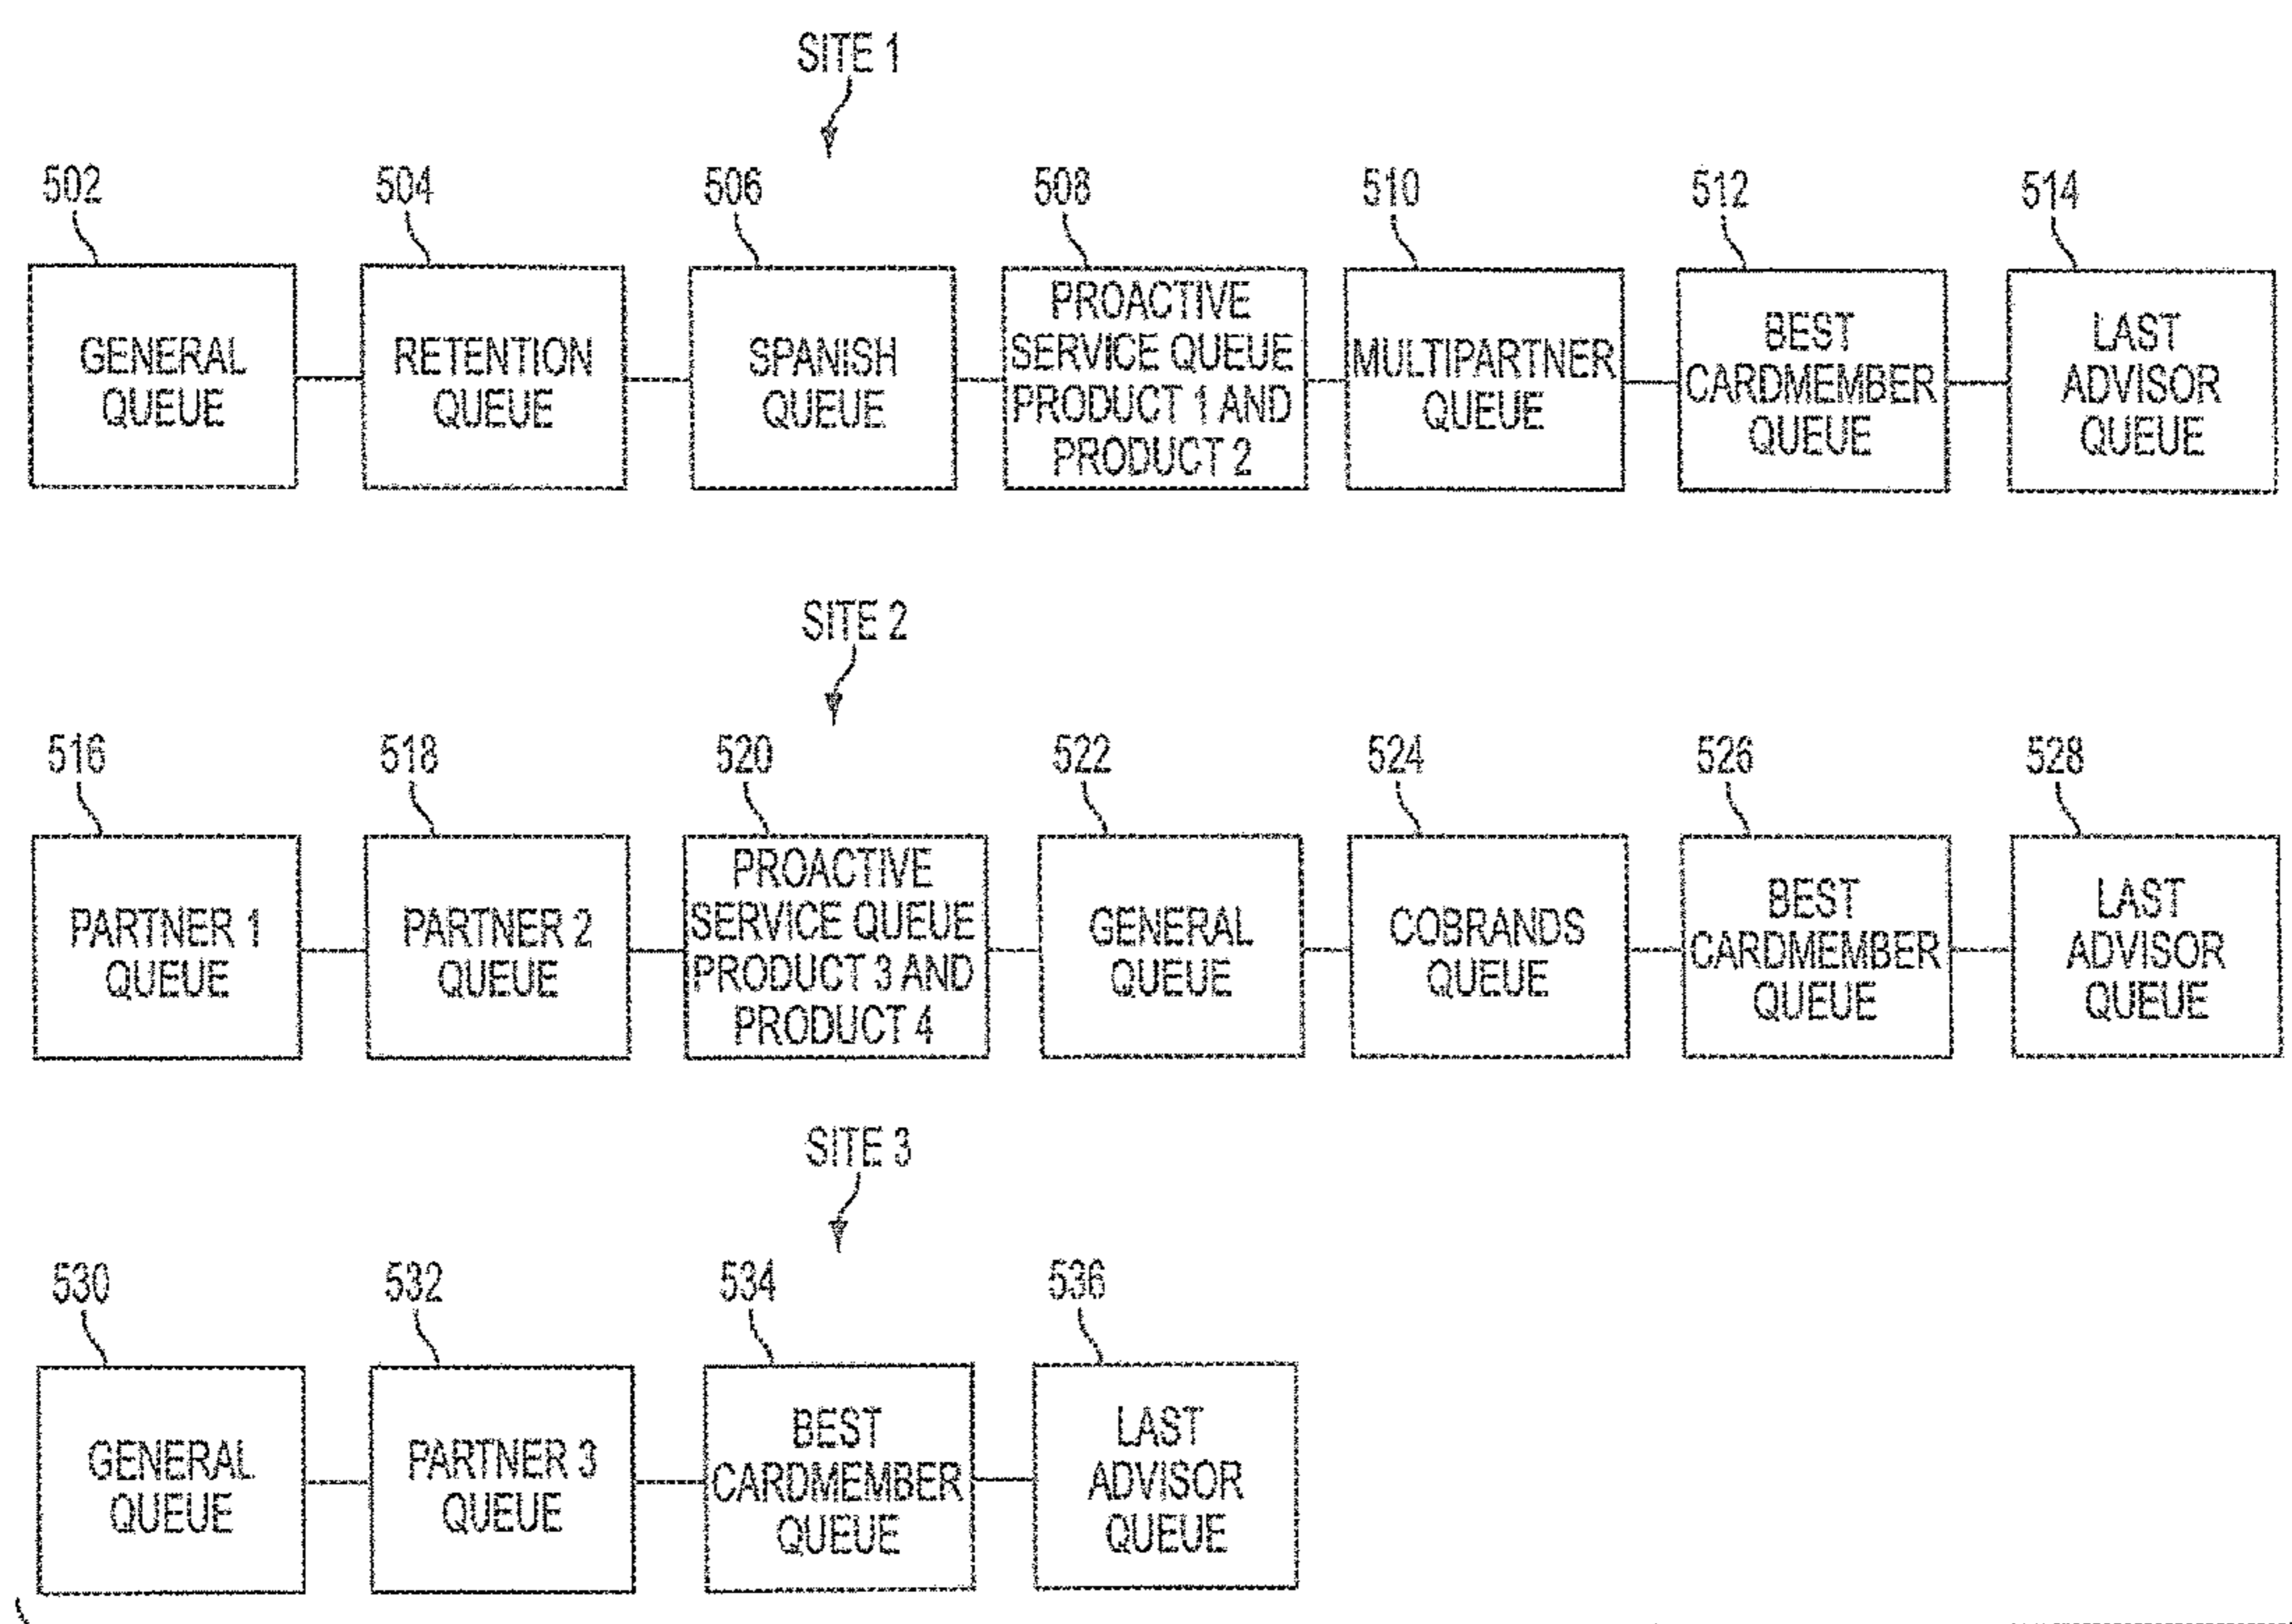 SITE 1
502
504
506
508
510
512
514
GENERAL
QUEUE
RETENTION
QUEUE
SPANISH
QUEUE
PROACTIVE
SERVICE QUEUE
PRODUCT 1 AND
PRODUCT 2
MULTIPARTNER
QUEUE
BEST
CARDMEMBER
QUEUE
LAST
ADVISOR
QUEUE
SITE 2
516
518
520
522
524
526
528
PARTNER 1
QUEUE
PARTNER 2
QUEUE
PROACTIVE
SERVICE QUEUE
PRODUCT 3 AND
PRODUCT 4
GENERAL
QUEUE
COBRANDS
QUEUE
BEST
CARDMEMBER
QUEUE
LAST
ADVISOR
QUEUE
SITE 3
530
532
534
536
GENERAL
QUEUE
PARTNER 3
QUEUE
BEST
CARDMEMBER
QUEUE
LAST
ADVISOR
QUEUE